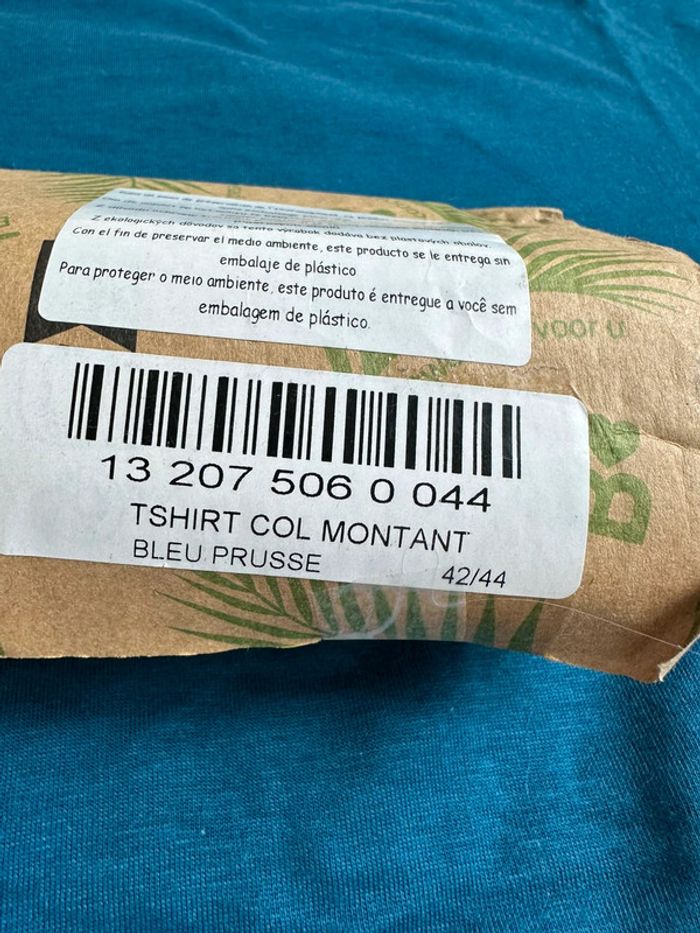 Z ekologických dôvodov sa tento výrobok dodáva bez plastových obalov.
Con el fin de preservar el medio ambiente, este producto se le entrega sin
embalaje de plástico
Para proteger o meio ambiente, este produto é entregue a você sem
embalagem de plástico.
voor u
B
13 207 506 0 044
TSHIRT COL MONTANT
BLEU PRUSSE
42/44